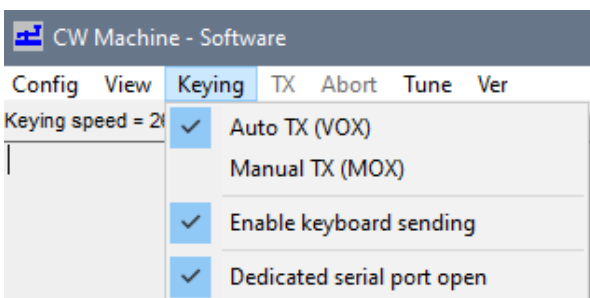 CW Machine - Software
Config View Keying TX Abort Tune Ver
Keying speed = 2
Auto TX (VOX)
Manual TX (MOX)
Enable keyboard sending
Dedicated serial port open